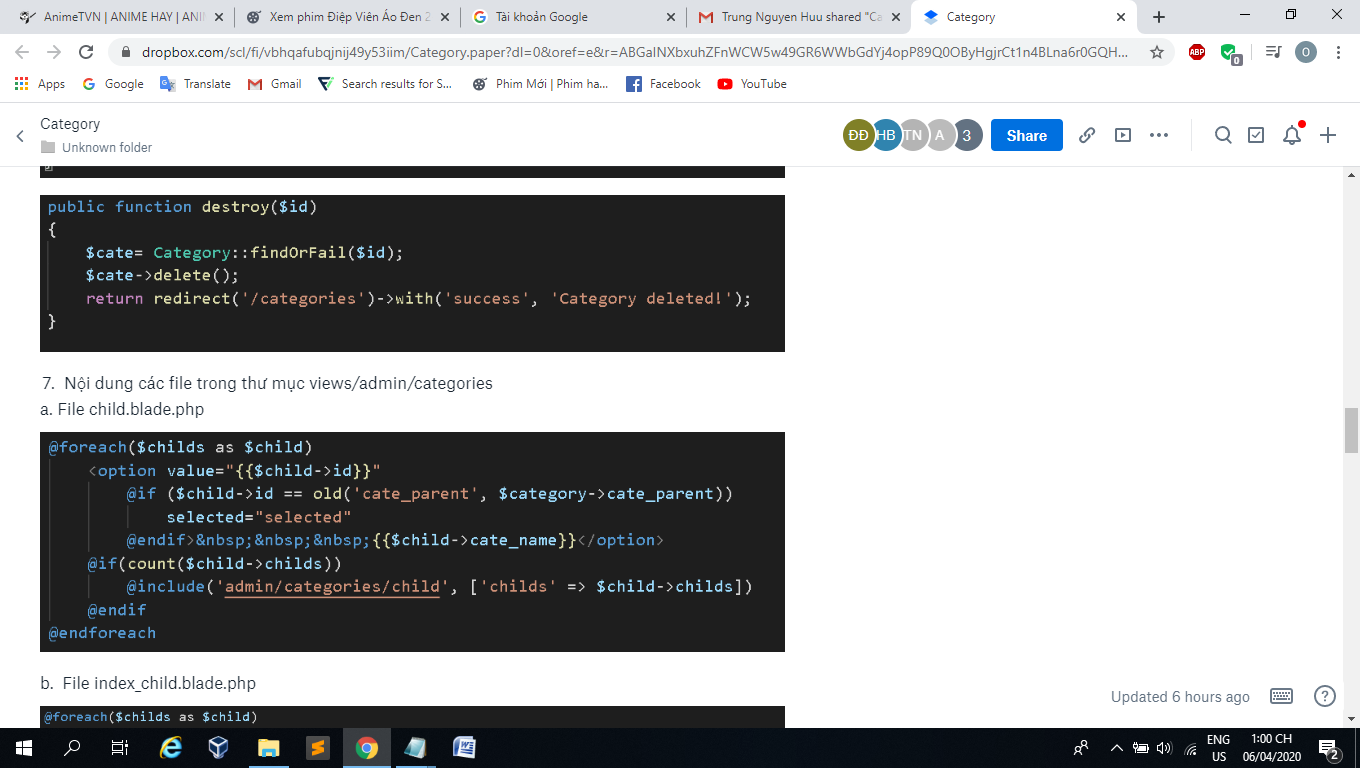 AnimeTVN | ANIME HAY | ANI
Xem phim Điệp Viên Áo Đen 2
Tài khoản Google
Trung Nguyen Huu shared "Ca
Category
dropbox.com/scl/fi/vbhqafubqjnij49y53iim/Category.paper?dl=0&oref=e&r=ABGalNXbxuhZFnWCW5w49GR6WWbGdYj4opP89Q0OByHgjrCt1n4BLna6r0GQH...
ABP
0
O
Apps
Google
Translate
Gmail
Search results for S...
Phim Mới | Phim ha...
Facebook
YouTube
Category
Unknown folder
ĐĐ
HB
TN
A
3
Share
public function destroy($id)
{
$cate= Category::findOrFail($id);
$cate->delete();
return redirect('/categories')->with('success', 'Category deleted!');
}
7. Nội dung các file trong thư mục views/admin/categories
a. File child.blade.php
@foreach($childs as $child)
<option value="{{$child->id}}"
@if ($child->id == old('cate_parent', $category->cate_parent))
selected="selected"
@endif>&nbsp;&nbsp;&nbsp;{{$child->cate_name}}</option>
@if(count($child->childs))
@include('admin/categories/child', ['childs' => $child->childs])
@endif
@endforeach
b. File index_child.blade.php
@foreach($childs as $child)
Updated 6 hours ago
?
ENG
US
1:00 CH
06/04/2020
2